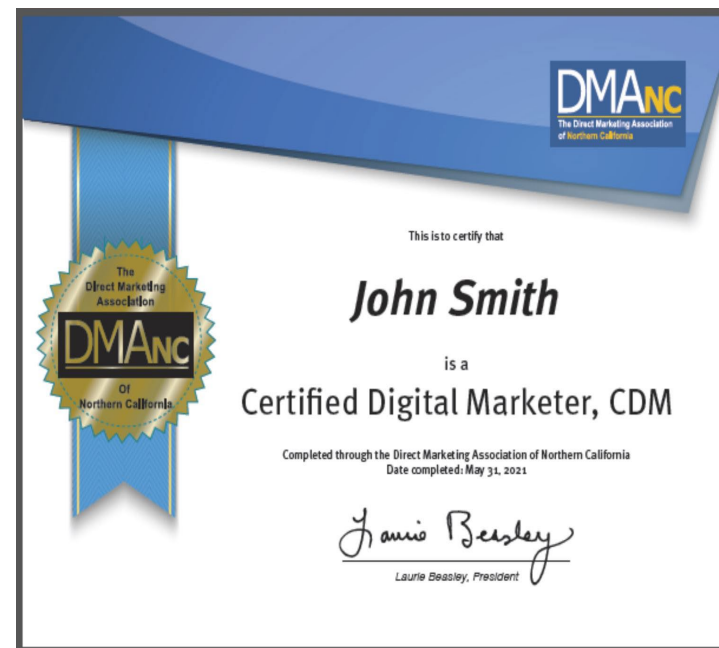 DMANC
The Direct Marketing Association
of Northern California
This is to certify that
John Smith
is a
Certified Digital Marketer, CDM
Completed through the Direct Marketing Association of Northern California
Date completed: May 31, 2021
Laurie Beasley
Laurie Beasley, President
The
Direct Marketing
Association
DMANC
Of
Northern California